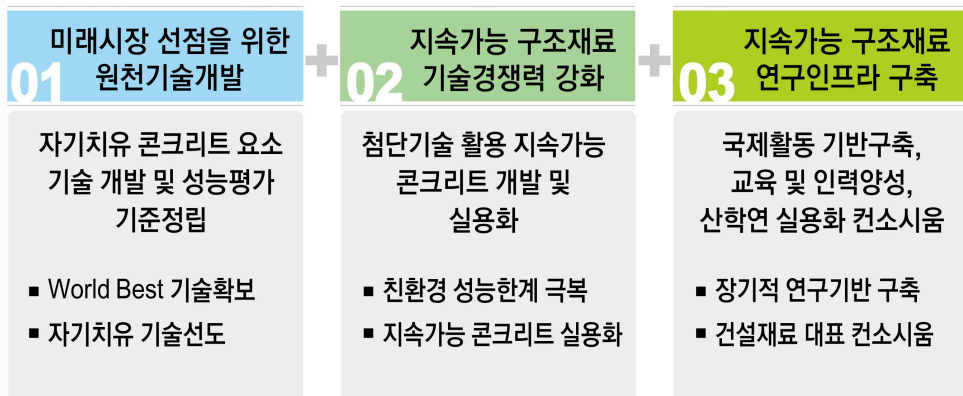 01
미래시장 선점을 위한
원천기술개발
자기치유 콘크리트 요소
기술 개발 및 성능평가
기준정립
■ World Best 기술확보
■ 자기치유 기술선도
+
02
지속가능 구조재료
기술경쟁력 강화
첨단기술 활용 지속가능
콘크리트 개발 및
실용화
■ 친환경 성능한계 극복
■ 지속가능 콘크리트 실용화
+
03
지속가능 구조재료
연구인프라 구축
국제활동 기반구축,
교육 및 인력양성,
산학연 실용화 컨소시움
■ 장기적 연구기반 구축
■ 건설재료 대표 컨소시움